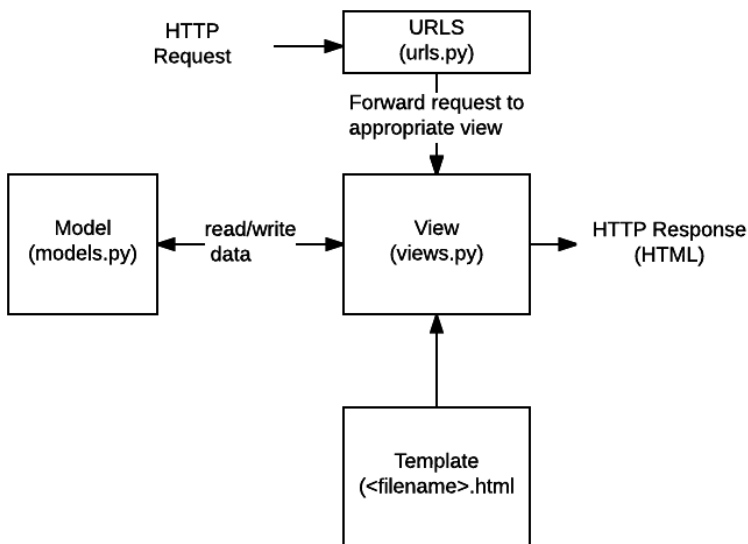 HTTP
Request
URLS
(urls.py)
Forward request to
appropriate view
Model
(models.py)
read/write
data
View
(views.py)
HTTP Response
(HTML)
Template
(<filename>.html